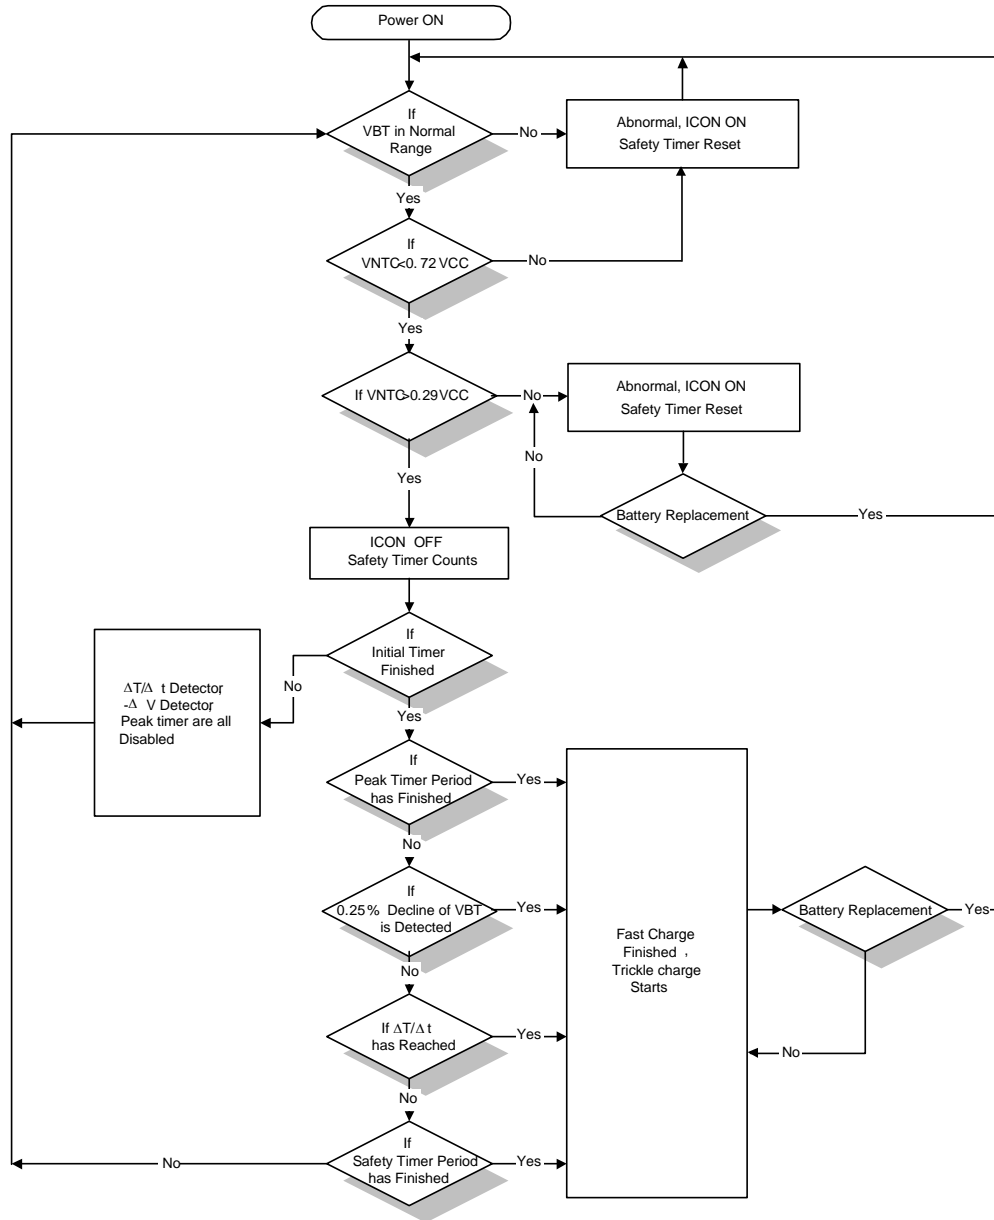 Power ON
If
VBT in Normal
Range
No
Abnormal, ICON ON
Safety Timer Reset
Yes
If
VNTC<0.72 VCC
No
Yes
If VNTC>0.29 VCC
No
Abnormal, ICON ON
Safety Timer Reset
No
Yes
Battery Replacement
Yes
ICON OFF
Safety Timer Counts
If
Initial Timer
Finished
No
ΔT/Δ t Detector,
-Δ V Detector,
Peak timer are all
Disabled
Yes
If
Peak Timer Period
has Finished
Yes
No
If
0.25% Decline of VBT
is Detected
Yes
Battery Replacement
Yes
Fast Charge
Finished ,
Trickle charge
Starts
No
If ΔT/Δ t
has Reached
Yes
No
No
If
Safety Timer Period
has Finished
No
Yes